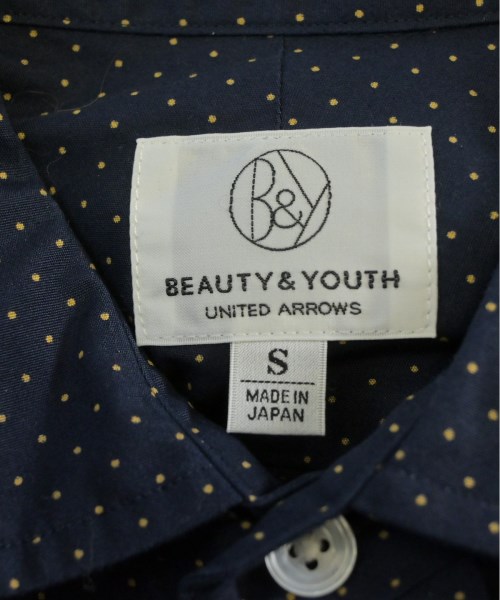 B&Y
BEAUTY & YOUTH
UNITED ARROWS
S
MADE IN
JAPAN